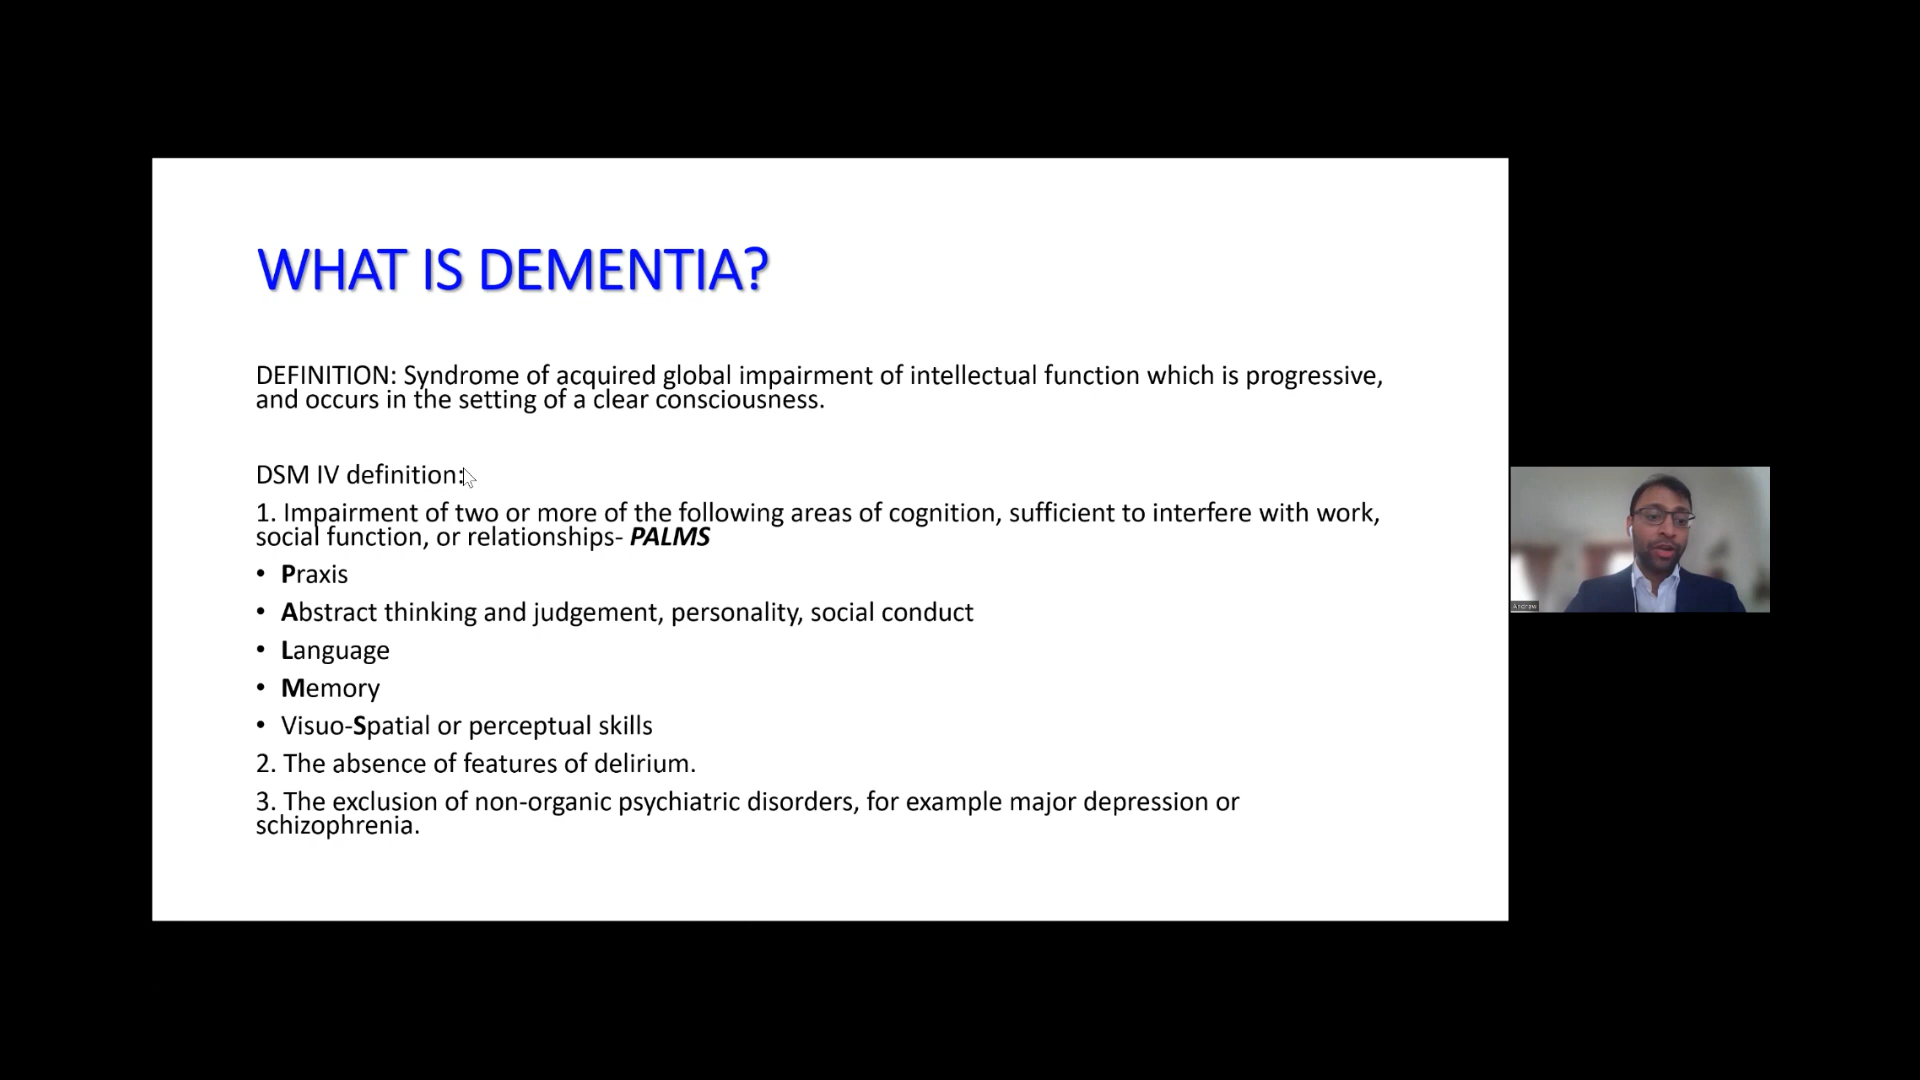 WHAT IS DEMENTIA?
DEFINITION: Syndrome of acquired global impairment of intellectual function which is progressive,
and occurs in the setting of a clear consciousness.
DSM IV definition:
1. Impairment of two or more of the following areas of cognition, sufficient to interfere with work,
social function, or relationships- PALMS
• Praxis
• Abstract thinking and judgement, personality, social conduct
• Language
• Memory
• Visuo-Spatial or perceptual skills
2. The absence of features of delirium.
3. The exclusion of non-organic psychiatric disorders, for example major depression or
schizophrenia.